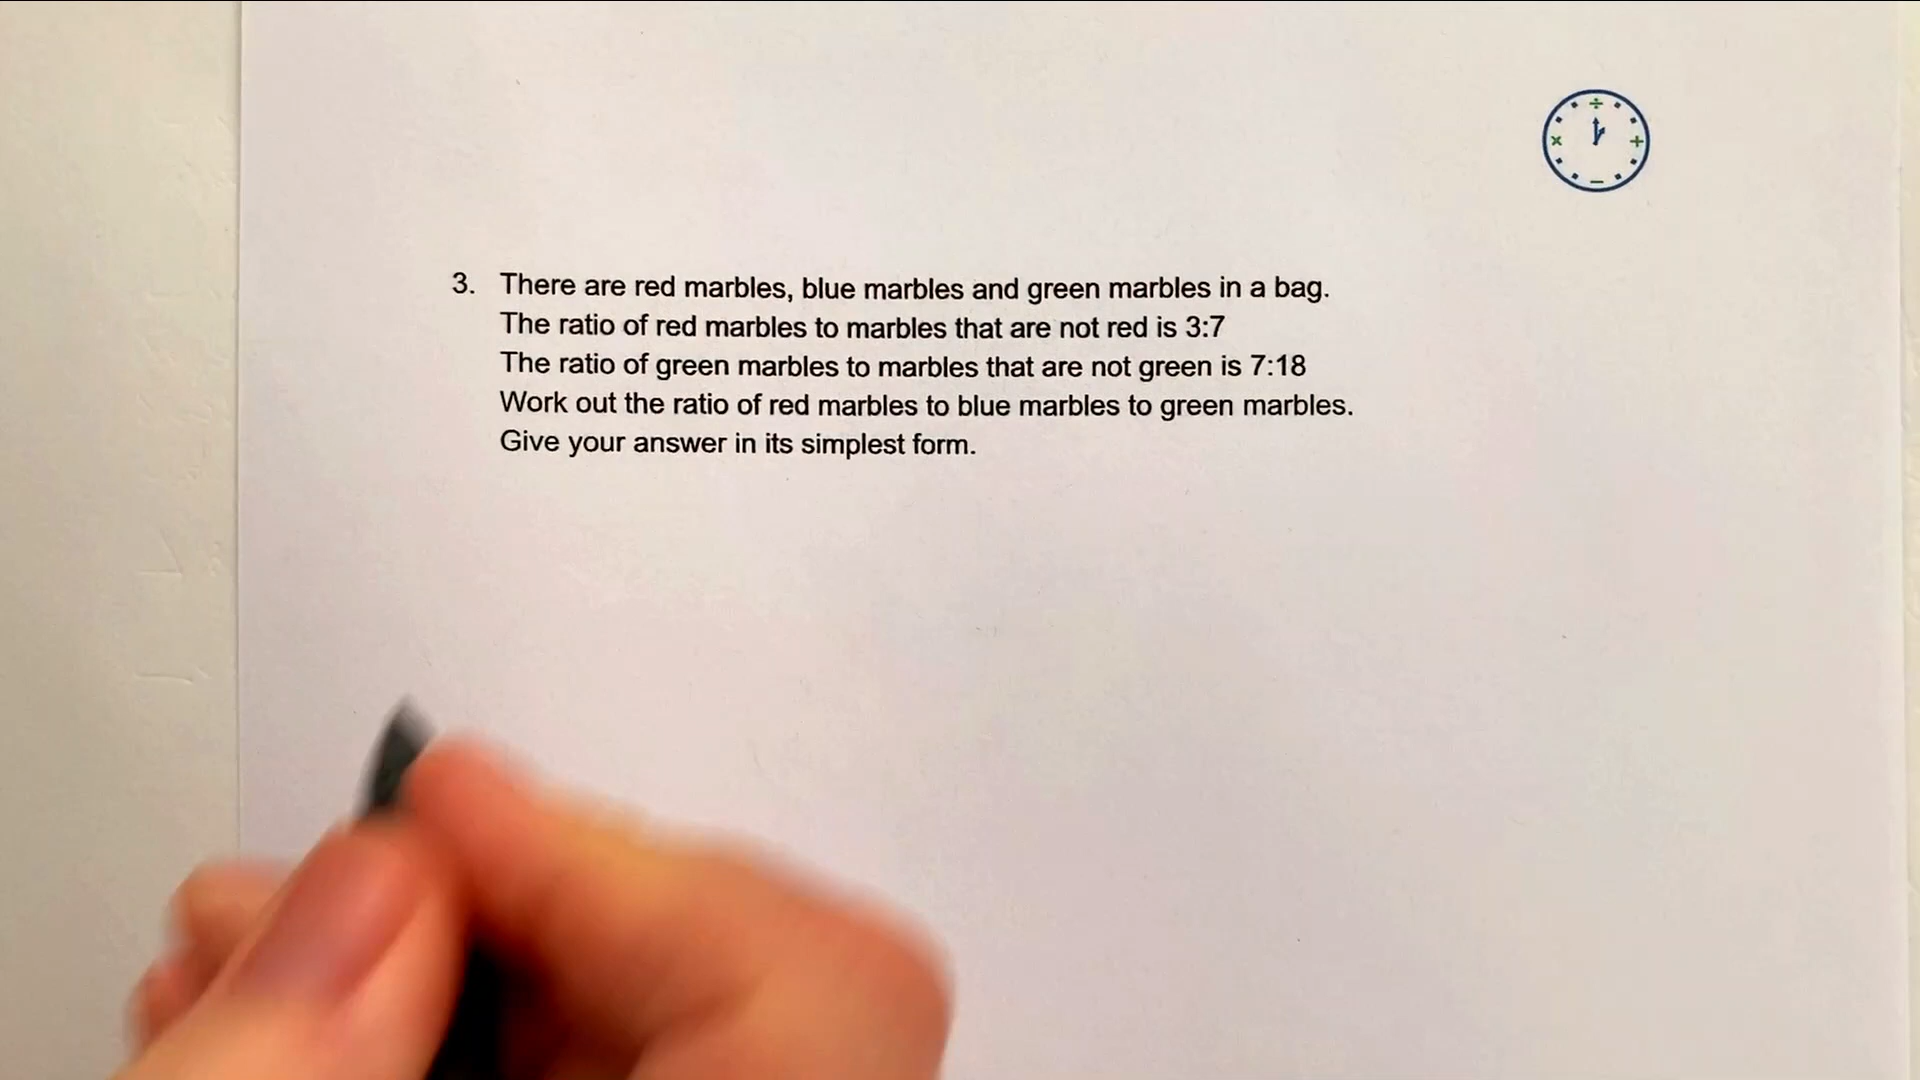 3. There are red marbles, blue marbles and green marbles in a bag.
The ratio of red marbles to marbles that are not red is 3:7
The ratio of green marbles to marbles that are not green is 7:18
Work out the ratio of red marbles to blue marbles to green marbles.
Give your answer in its simplest form.